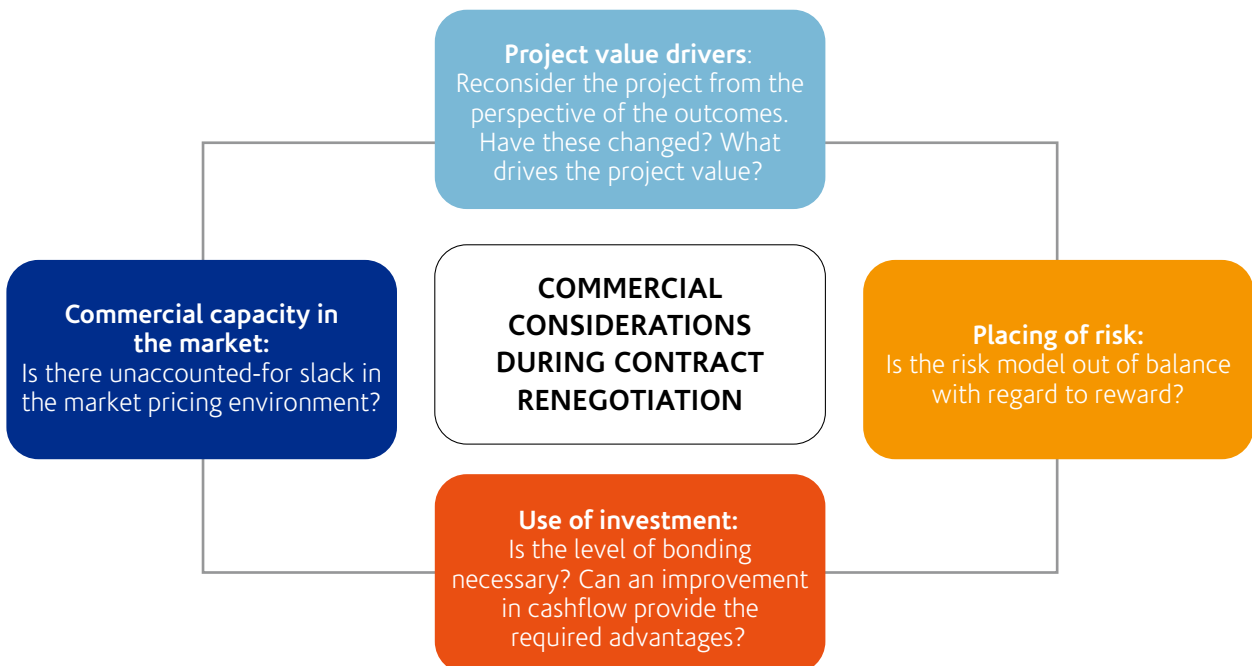 Project value drivers:
Reconsider the project from the
perspective of the outcomes.
Have these changed? What
drives the project value?
Commercial capacity in
the market:
Is there unaccounted-for slack in
the market pricing environment?
COMMERCIAL
CONSIDERATIONS
DURING CONTRACT
RENEGOTIATION
Placing of risk:
Is the risk model out of balance
with regard to reward?
Use of investment:
Is the level of bonding
necessary? Can an improvement
in cashflow provide the
required advantages?